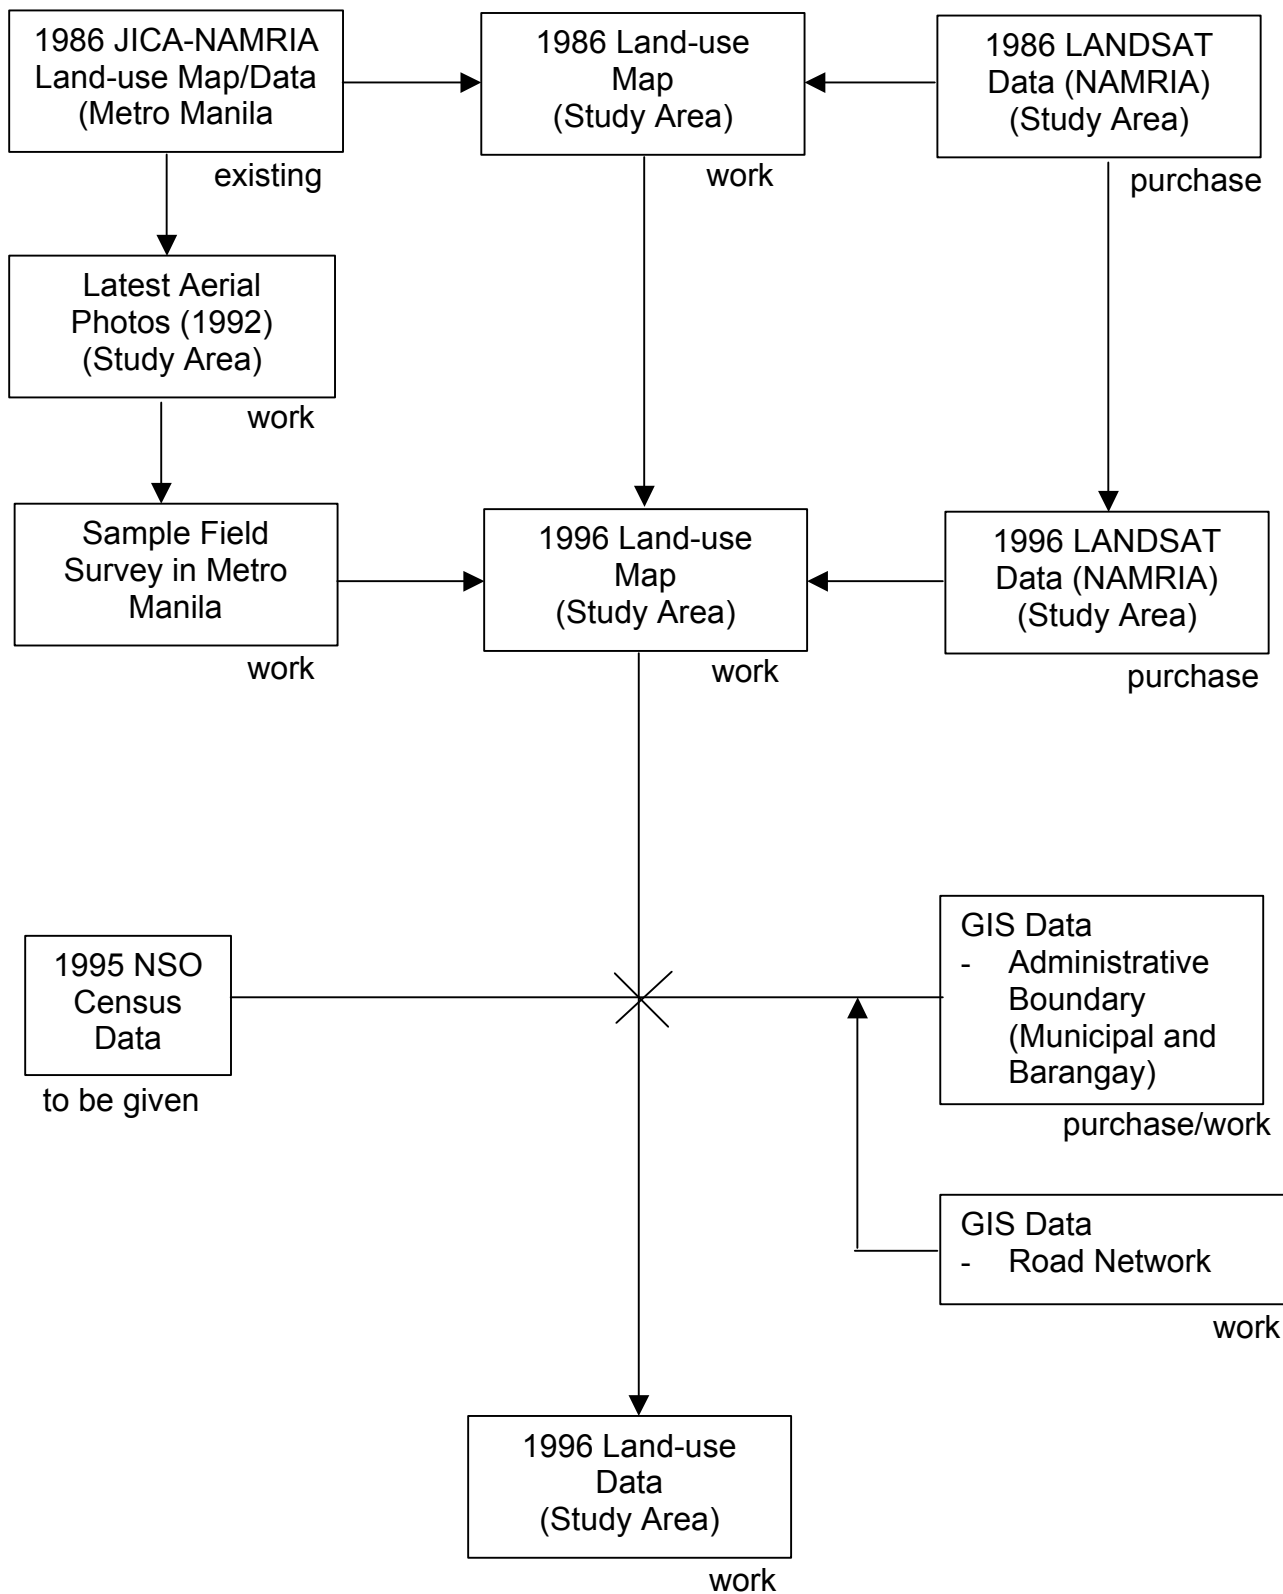 1986 JICA-NAMRIA
Land-use Map/Data
(Metro Manila
existing
1986 Land-use
Map
(Study Area)
work
1986 LANDSAT
Data (NAMRIA)
(Study Area)
purchase
Latest Aerial
Photos (1992)
(Study Area)
work
Sample Field
Survey in Metro
Manila
work
1996 Land-use
Map
(Study Area)
work
1996 LANDSAT
Data (NAMRIA)
(Study Area)
purchase
1995 NSO
Census
Data
to be given
GIS Data
- Administrative
Boundary
(Municipal and
Barangay)
purchase/work
GIS Data
- Road Network
work
1996 Land-use
Data
(Study Area)
work